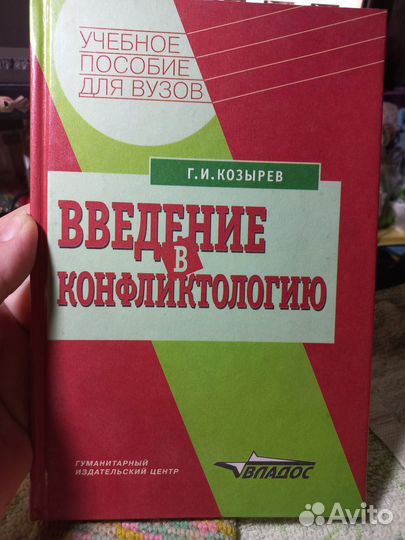 УЧЕБНОЕ
ПОСОБИЕ
ДЛЯ ВУЗОВ
Г.И.КОЗЫРЕВ
ВВЕДЕНИЕ
В
КОНФЛИКТОЛОГИЮ
ГУМАНИТАРНЫЙ
ИЗДАТЕЛЬСКИЙ ЦЕНТР
ВЛАДОС
Avito